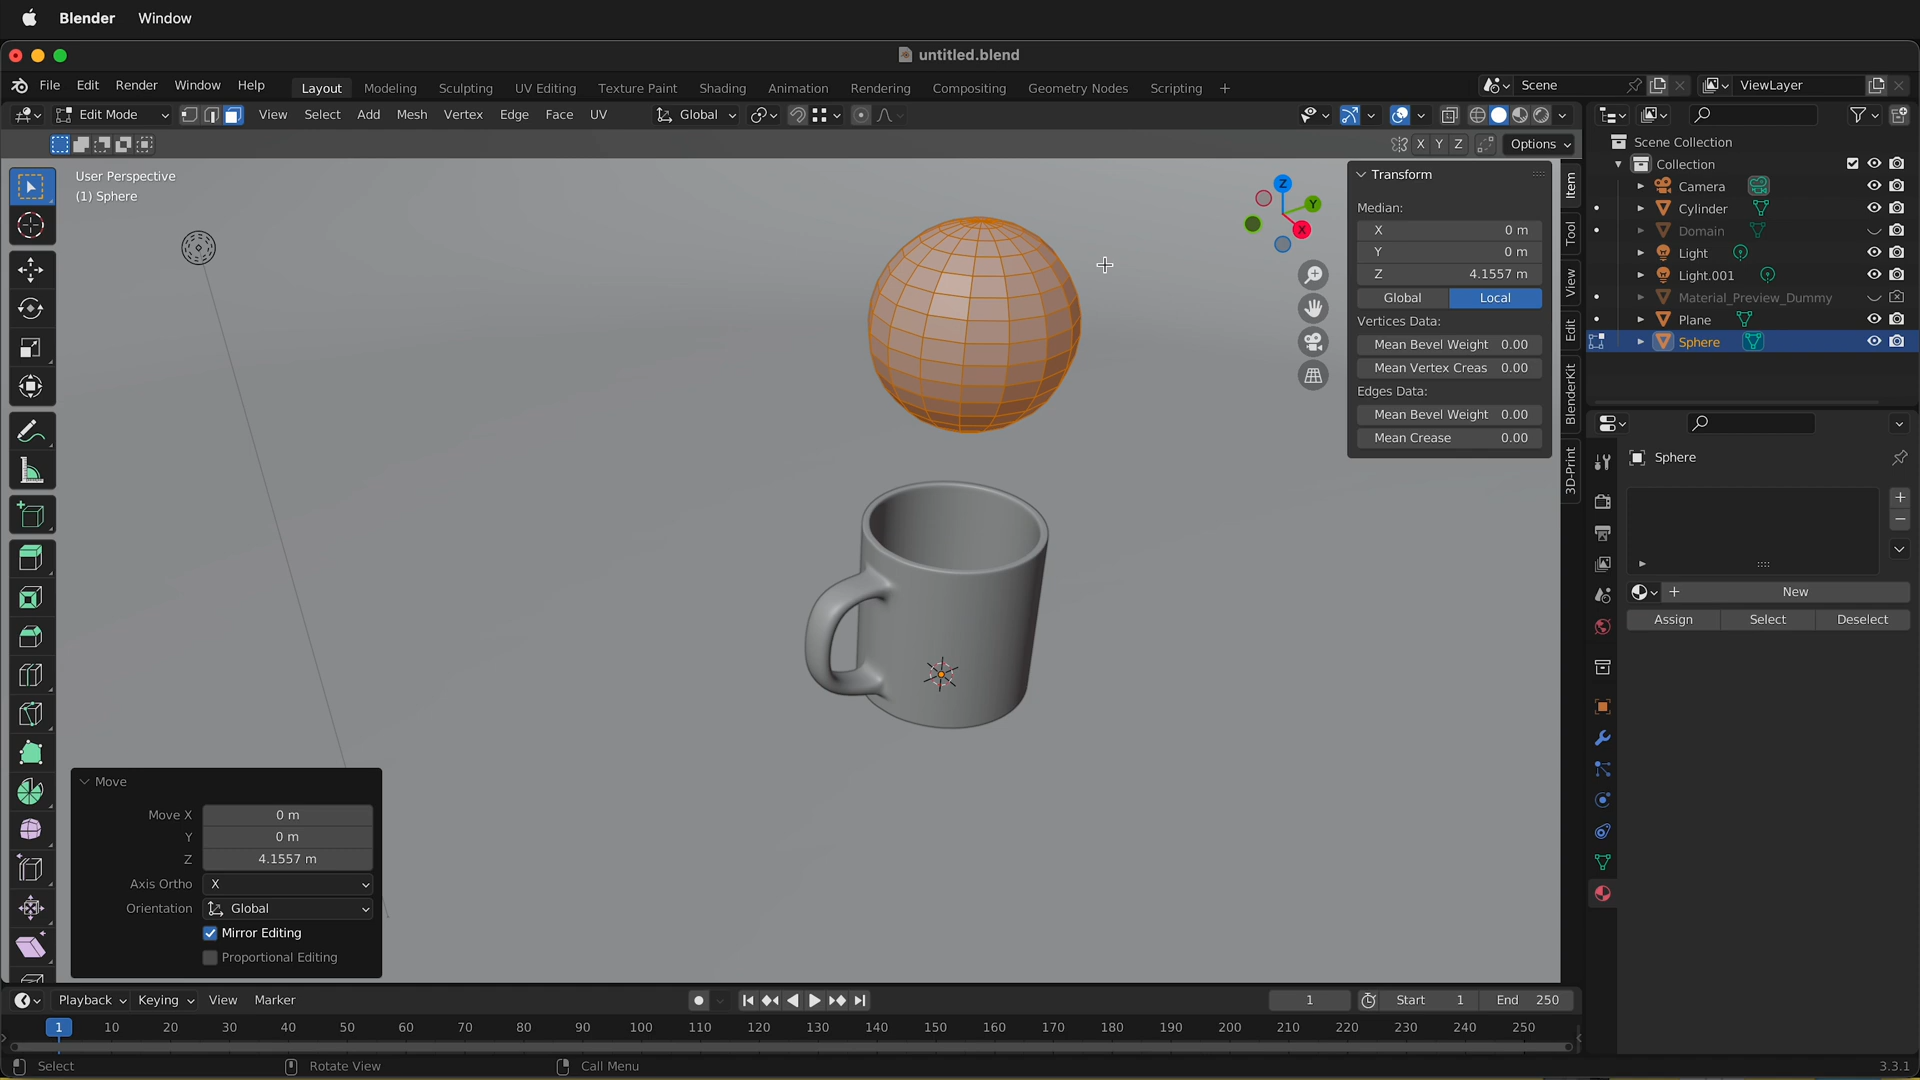 Blender Window
untitled.blend
File Edit Render Window Help Layout Modeling Sculpting UV Editing Texture Paint Shading Animation Rendering Compositing Geometry Nodes Scripting + Scene ViewLayer
Edit Mode View Select Add Mesh Vertex Edge Face UV Global
X Y Z Options
User Perspective
(1) Sphere
Z
Y
X
Transform
Median:
X 0 m
Y 0 m
Z 4.1557 m
Global Local
Vertices Data:
Mean Bevel Weight 0.00
Mean Vertex Creas 0.00
Edges Data:
Mean Bevel Weight 0.00
Mean Crease 0.00
Item
Tool
View
Edit
BlenderKit
3D-Print
Scene Collection
Collection
Camera
Cylinder
Domain
Light
Light.001
Material_Preview_Dummy
Plane
Sphere
Sphere
New
Assign Select Deselect
Move
Move X 0 m
Y 0 m
Z 4.1557 m
Axis Ortho X
Orientation Global
Mirror Editing
Proportional Editing
Playback Keying View Marker 1 Start 1 End 250
1 10 20 30 40 50 60 70 80 90 100 110 120 130 140 150 160 170 180 190 200 210 220 230 240 250
Select Rotate View Call Menu 3.3.1